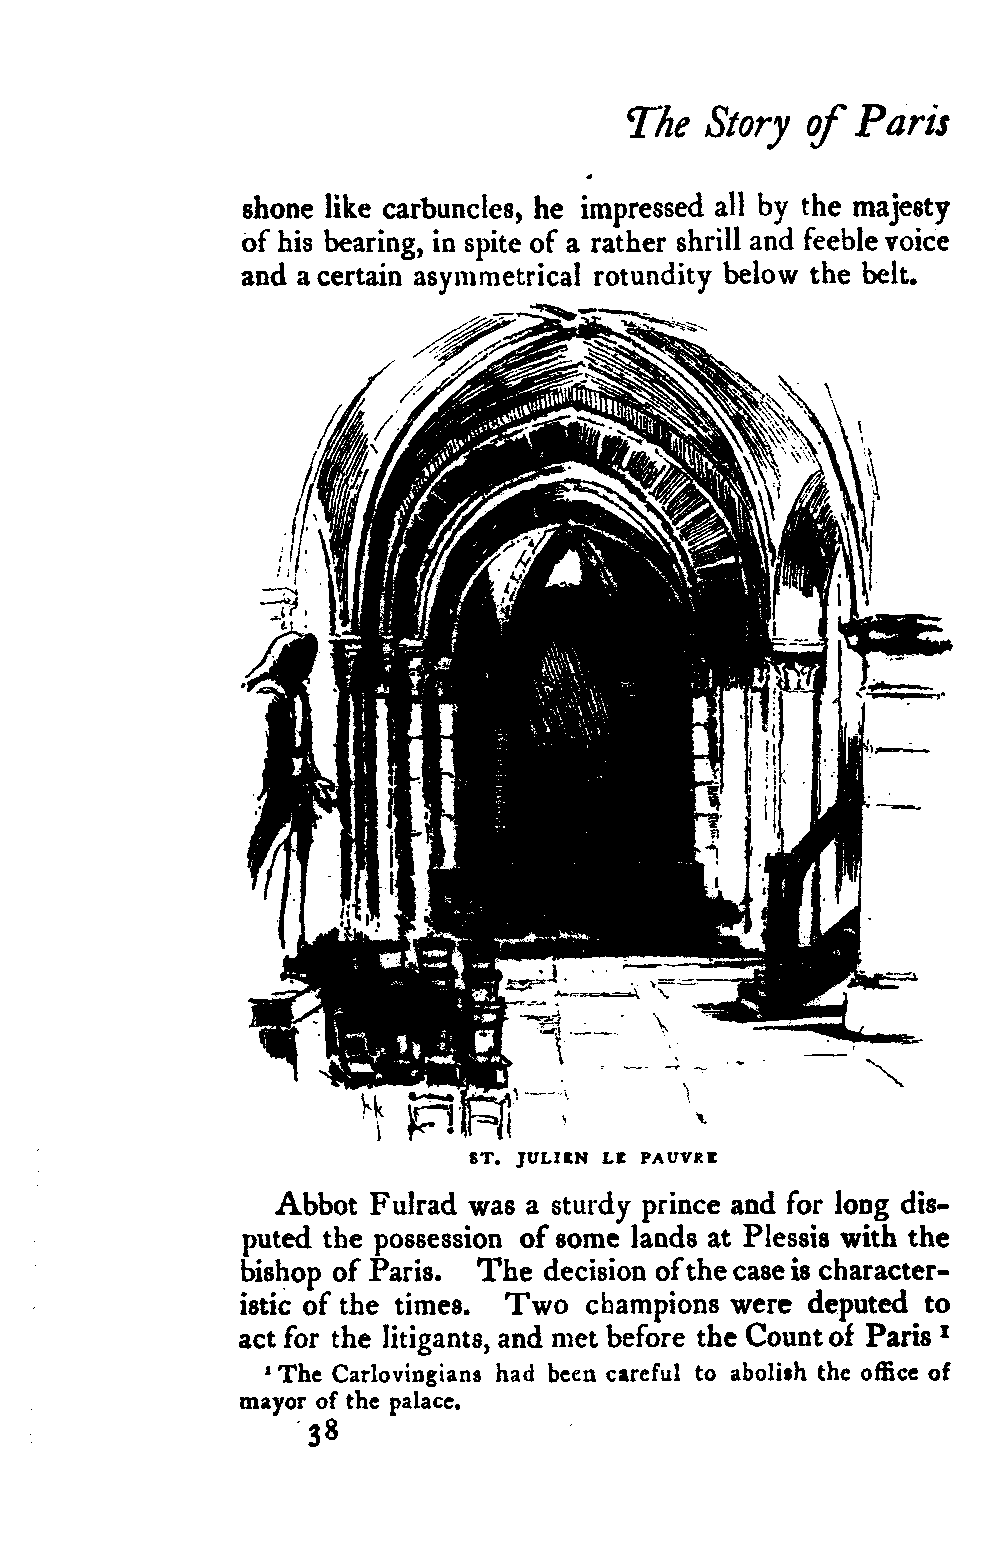 The Story of Paris
shone like carbuncles, he impressed all by the majesty
of his bearing, in spite of a rather shrill and feeble voice
and a certain asymmetrical rotundity below the belt.
ST. JULIEN LE PAUVRE
Abbot Fulrad was a sturdy prince and for long dis-
puted the possession of some lands at Plessis with the
bishop of Paris. The decision of the case is character-
istic of the times. Two champions were deputed to
act for the litigants, and met before the Count of Paris ¹
¹ The Carlovingians had been careful to abolish the office of
mayor of the palace.
38